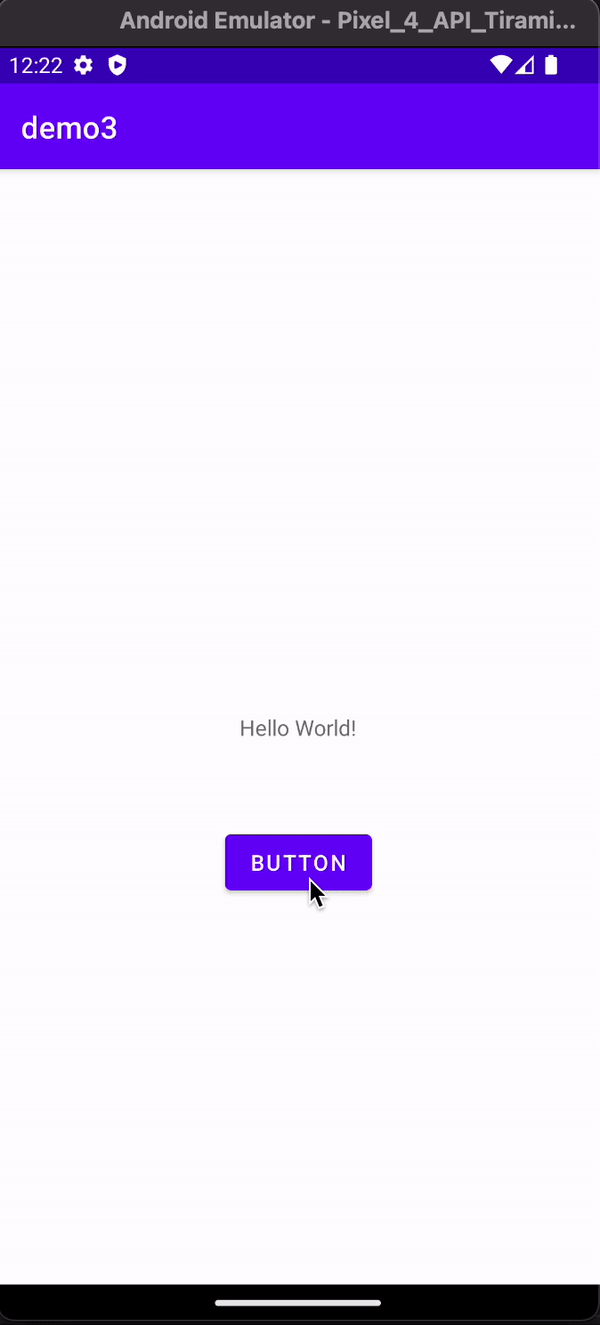 Android Emulator - Pixel_4_API_Tirami...
12:22
demo3
Hello World!
BUTTON